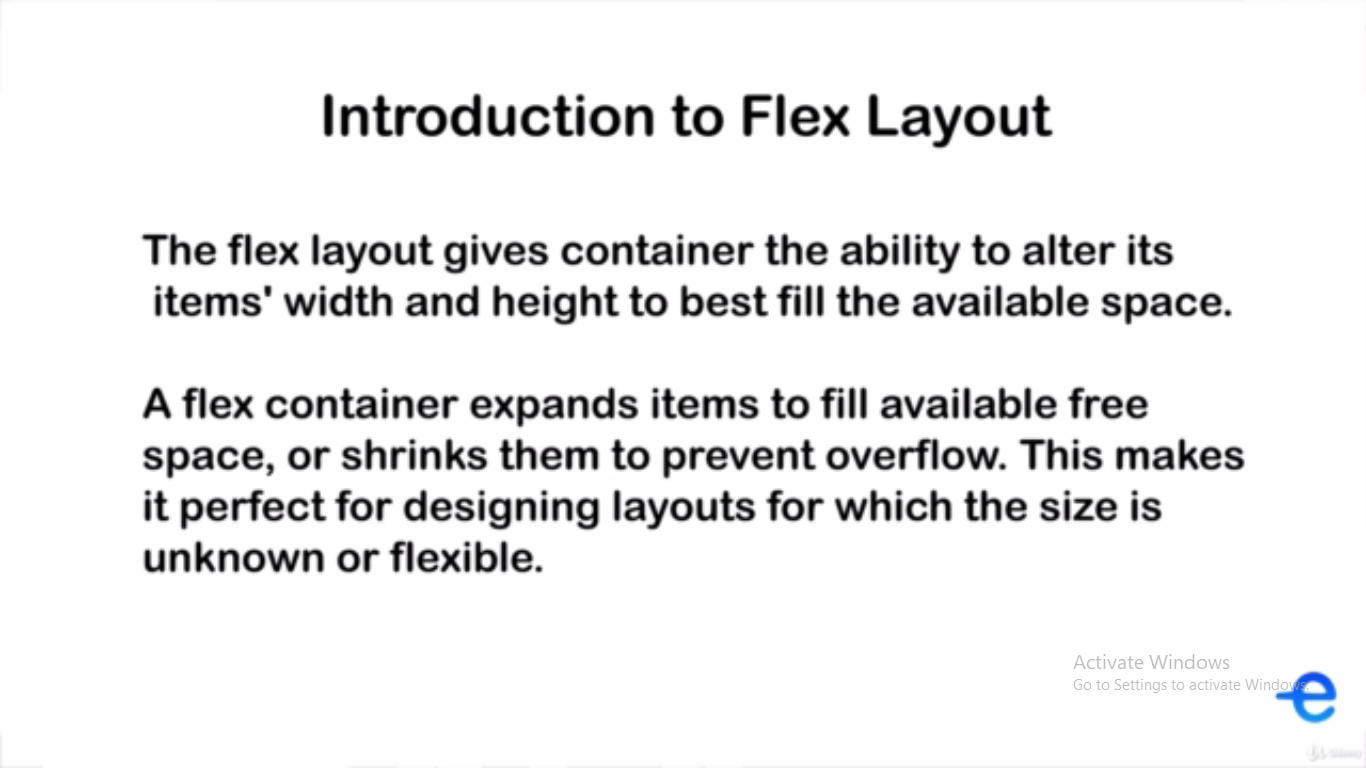 Introduction to Flex Layout
The flex layout gives container the ability to alter its
items' width and height to best fill the available space.
A flex container expands items to fill available free
space, or shrinks them to prevent overflow. This makes
it perfect for designing layouts for which the size is
unknown or flexible.
Activate Windows
Go to Settings to activate Windows.
e
Udemy